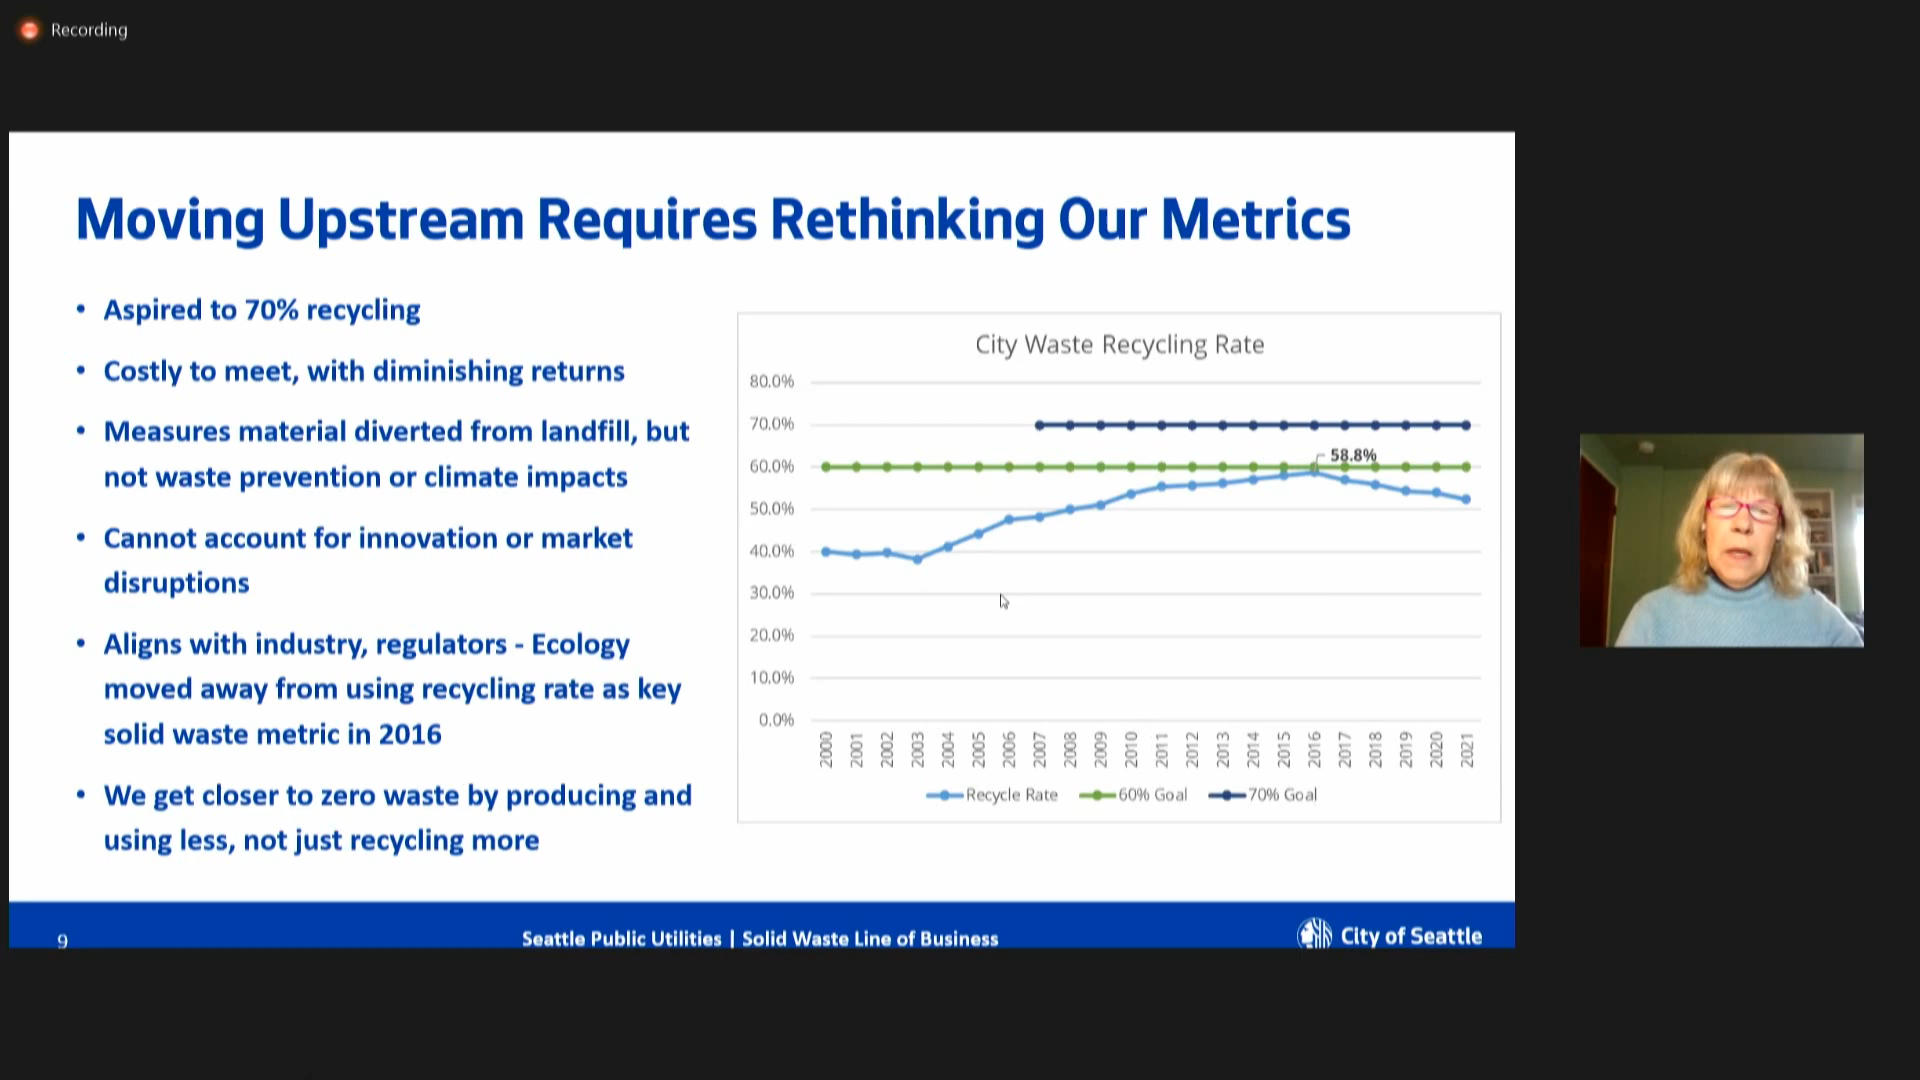 Recording
Moving Upstream Requires Rethinking Our Metrics
• Aspired to 70% recycling
• Costly to meet, with diminishing returns
• Measures material diverted from landfill, but
not waste prevention or climate impacts
• Cannot account for innovation or market
disruptions
• Aligns with industry, regulators - Ecology
moved away from using recycling rate as key
solid waste metric in 2016
• We get closer to zero waste by producing and
using less, not just recycling more
City Waste Recycling Rate
80.0%
70.0%
60.0%
50.0%
40.0%
30.0%
20.0%
10.0%
0.0%
58.8%
2000 2001 2002 2003 2004 2005 2006 2007 2008 2009 2010 2011 2012 2013 2014 2015 2016 2017 2018 2019 2020 2021
Recycle Rate 60% Goal 70% Goal
9
Seattle Public Utilities | Solid Waste Line of Business
City of Seattle